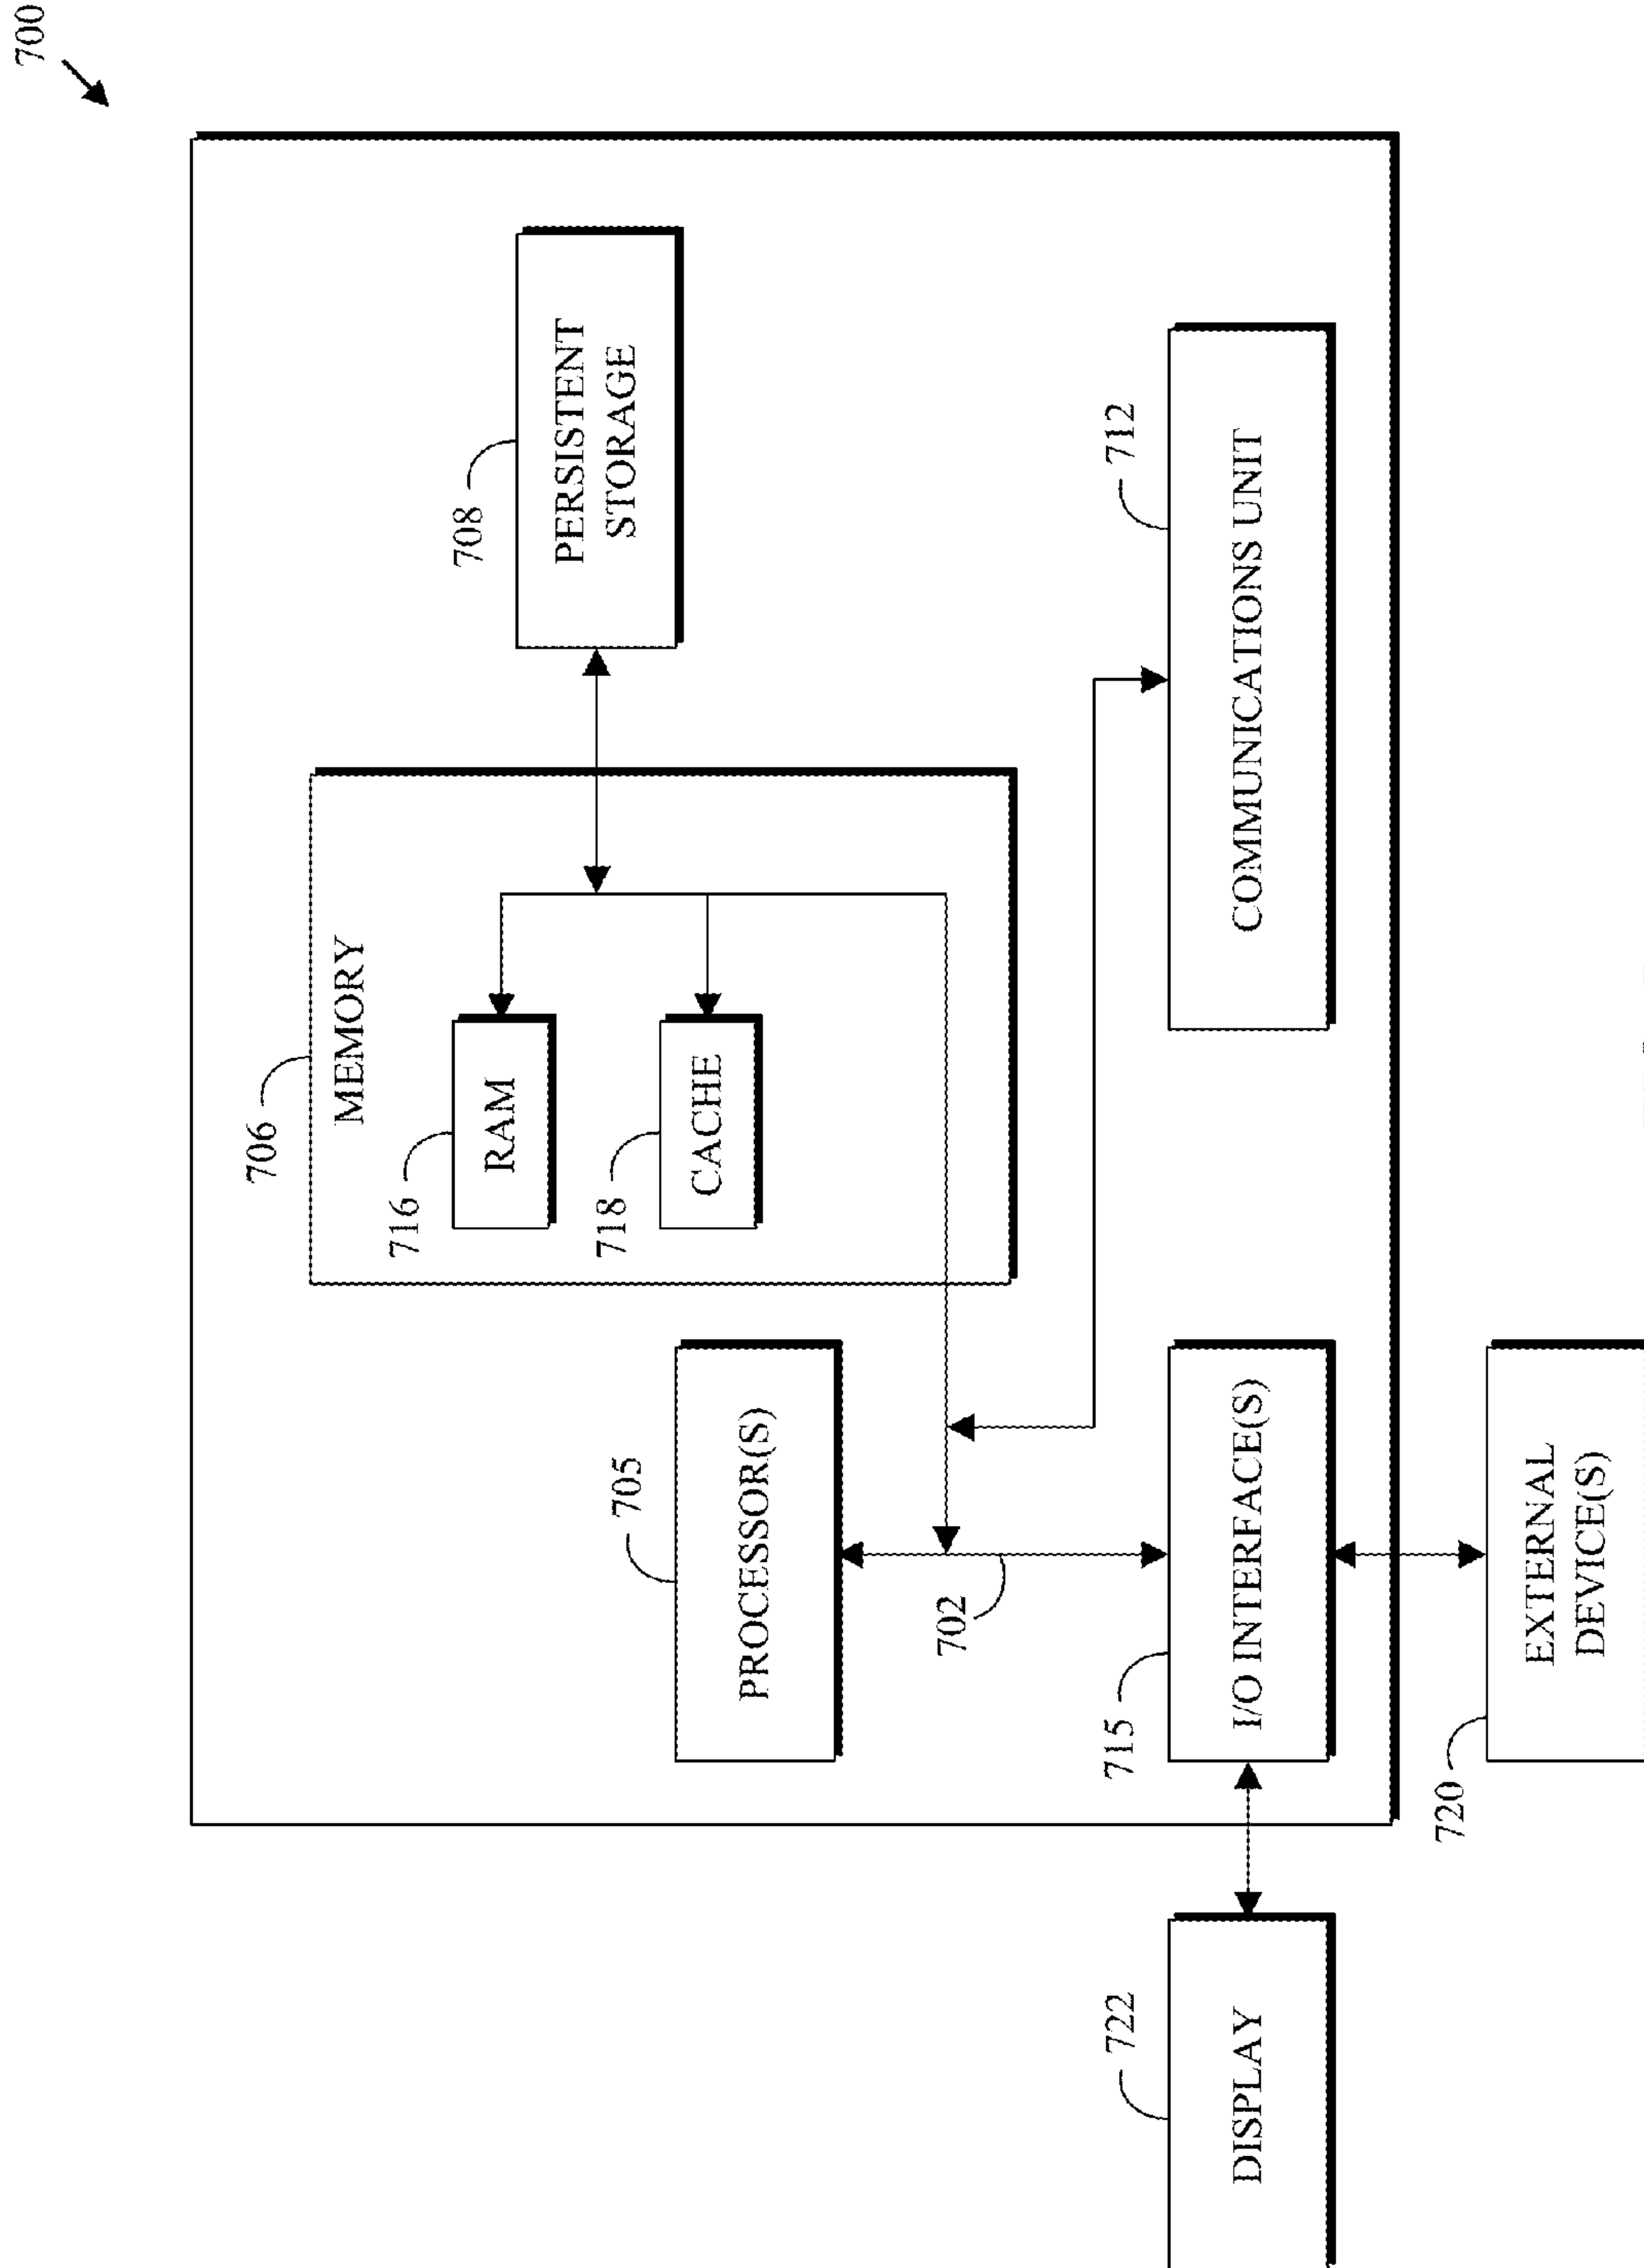 700
706
MEMORY
716
RAM
718
CACHE
708
PERSISTENT
STORAGE
705
PROCESSOR(S)
702
712
COMMUNICATIONS UNIT
715
I/O INTERFACE(S)
722
DISPLAY
720
EXTERNAL
DEVICE(S)